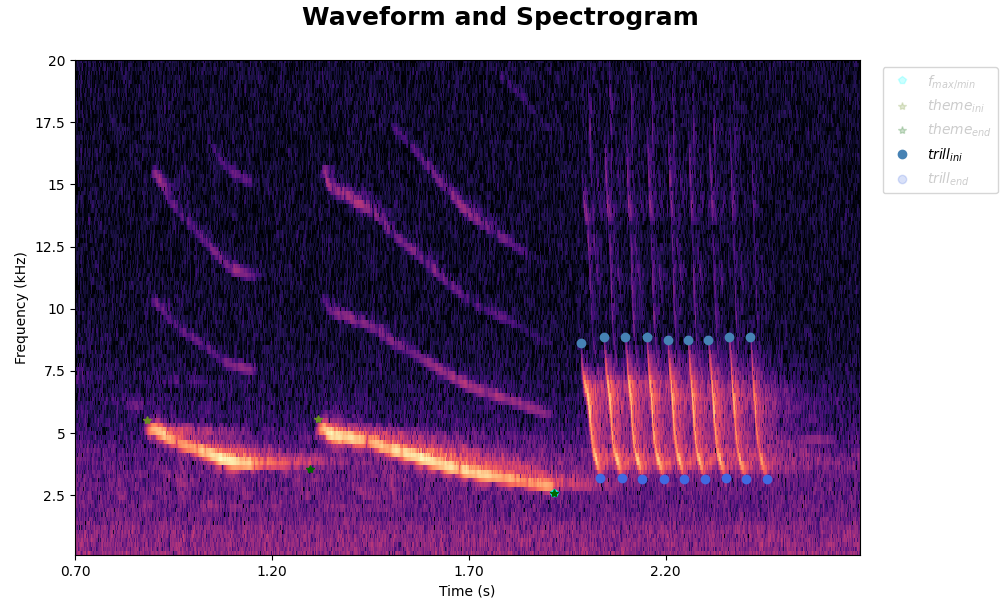 Waveform and Spectrogram
20
17.5
15
12.5
10
7.5
5
2.5
Frequency (kHz)
0.70 1.20 1.70 2.20
Time (s)
f_max/min
theme_ini
theme_end
trill_ini
trill_end